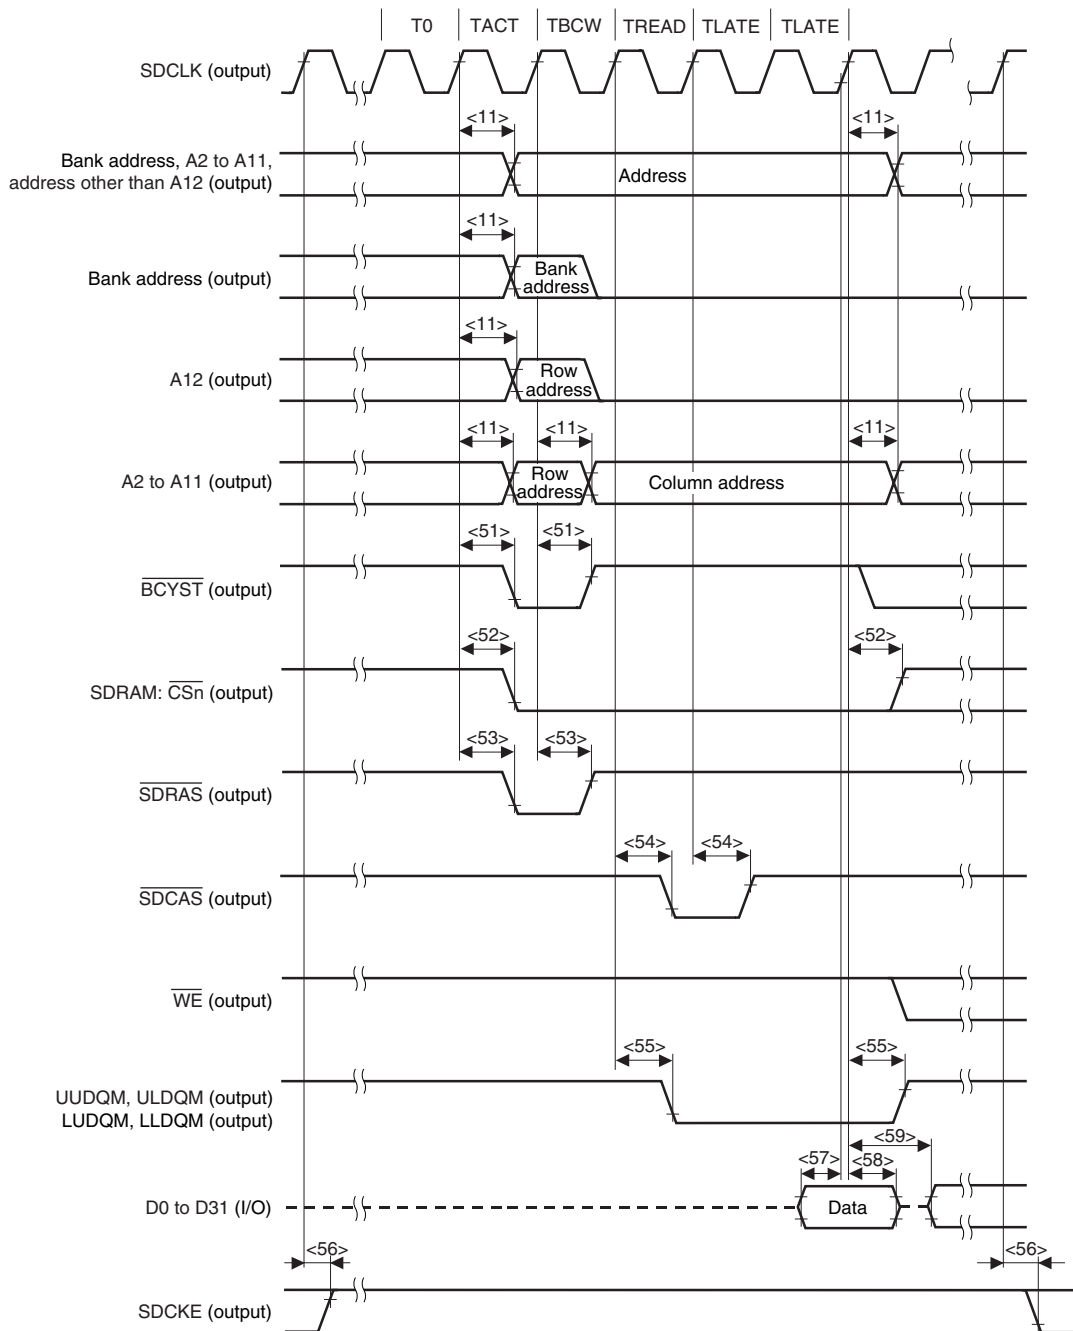 T0 TACT TBCW TREAD TLATE TLATE
SDCLK (output)
<11> <11>
Bank address, A2 to A11,
address other than A12 (output)
Address
<11>
Bank address (output)
Bank
address
<11>
A12 (output)
Row
address
<11> <11> <11>
A2 to A11 (output)
Row
address
Column address
<51> <51>
BCYST (output)
<52> <52>
SDRAM: CSn (output)
<53> <53>
SDRAS (output)
<54> <54>
SDCAS (output)
WE (output)
<55> <55>
UUDQM, ULDQM (output)
LUDQM, LLDQM (output)
<59>
<57> <58>
D0 to D31 (I/O)
Data
<56> <56>
SDCKE (output)